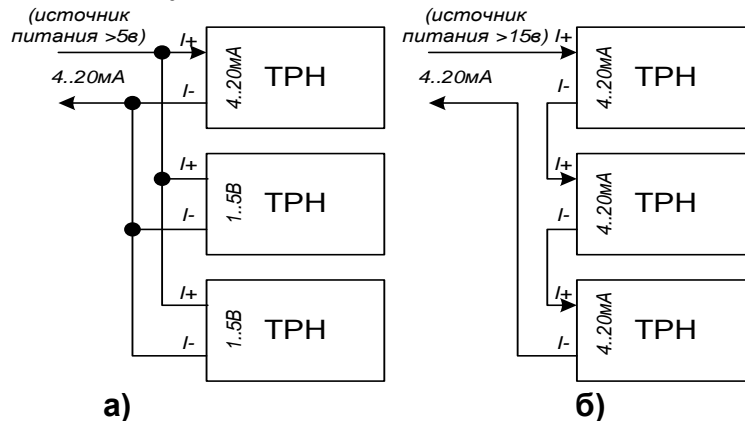 (источник
питания >5в)
I+
4..20мА
I-
4..20мА
ТРН
I+
I-
1..5В
ТРН
I+
I-
1..5В
ТРН
а)
(источник
питания >15в)
I+
4..20мА
I-
4..20мА
ТРН
I+
I-
4..20мА
ТРН
I+
I-
4..20мА
ТРН
б)